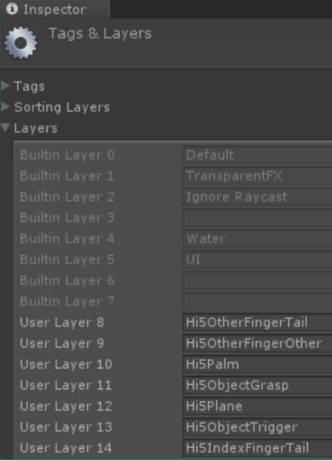 Inspector
Tags & Layers
Tags
Sorting Layers
Layers
Builtin Layer 0 Default
Builtin Layer 1 TransparentFX
Builtin Layer 2 Ignore Raycast
Builtin Layer 3
Builtin Layer 4 Water
Builtin Layer 5 UI
Builtin Layer 6
Builtin Layer 7
User Layer 8 Hi5OtherFingerTail
User Layer 9 Hi5OtherFingerOther
User Layer 10 Hi5Palm
User Layer 11 Hi5ObjectGrasp
User Layer 12 Hi5Plane
User Layer 13 Hi5ObjectTrigger
User Layer 14 Hi5IndexFingerTail